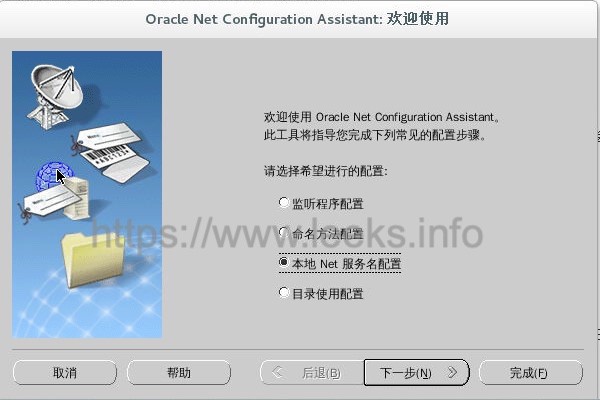 Oracle Net Configuration Assistant: 欢迎使用
欢迎使用 Oracle Net Configuration Assistant。
此工具将指导您完成下列常见的配置步骤。
请选择希望进行的配置:
监听程序配置
命名方法配置
https://www.looks.info
本地 Net 服务名配置
目录使用配置
取消
帮助
后退(B)
下一步(N)
完成(F)